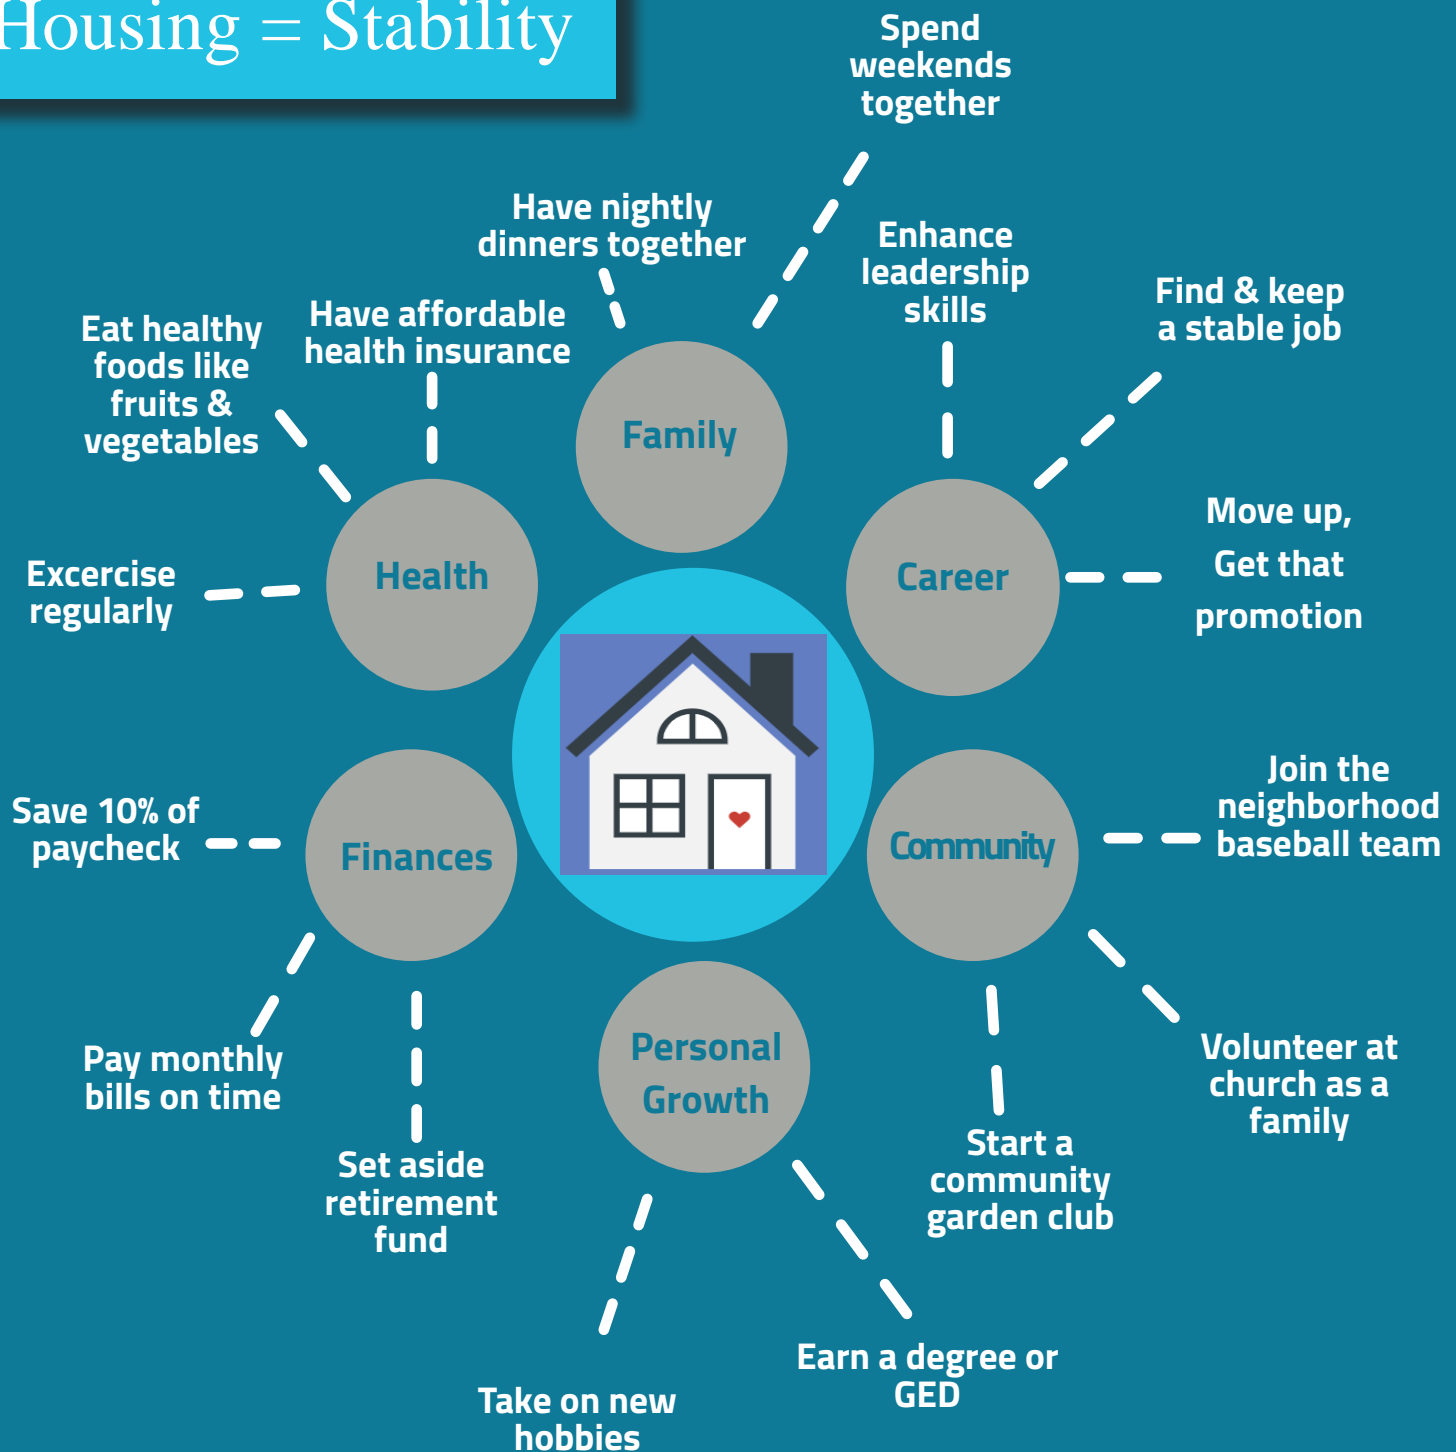 Housing = Stability
Spend
weekends
together
Have nightly
dinners together
Enhance
leadership
skills
Find & keep
a stable job
Have affordable
health insurance
Eat healthy
foods like
fruits &
vegetables
Family
Move up,
Get that
promotion
Health
Career
Excercise
regularly
Save 10% of
paycheck
Finances
Community
Join the
neighborhood
baseball team
Personal
Growth
Pay monthly
bills on time
Volunteer at
church as a
family
Set aside
retirement
fund
Start a
community
garden club
Earn a degree or
GED
Take on new
hobbies